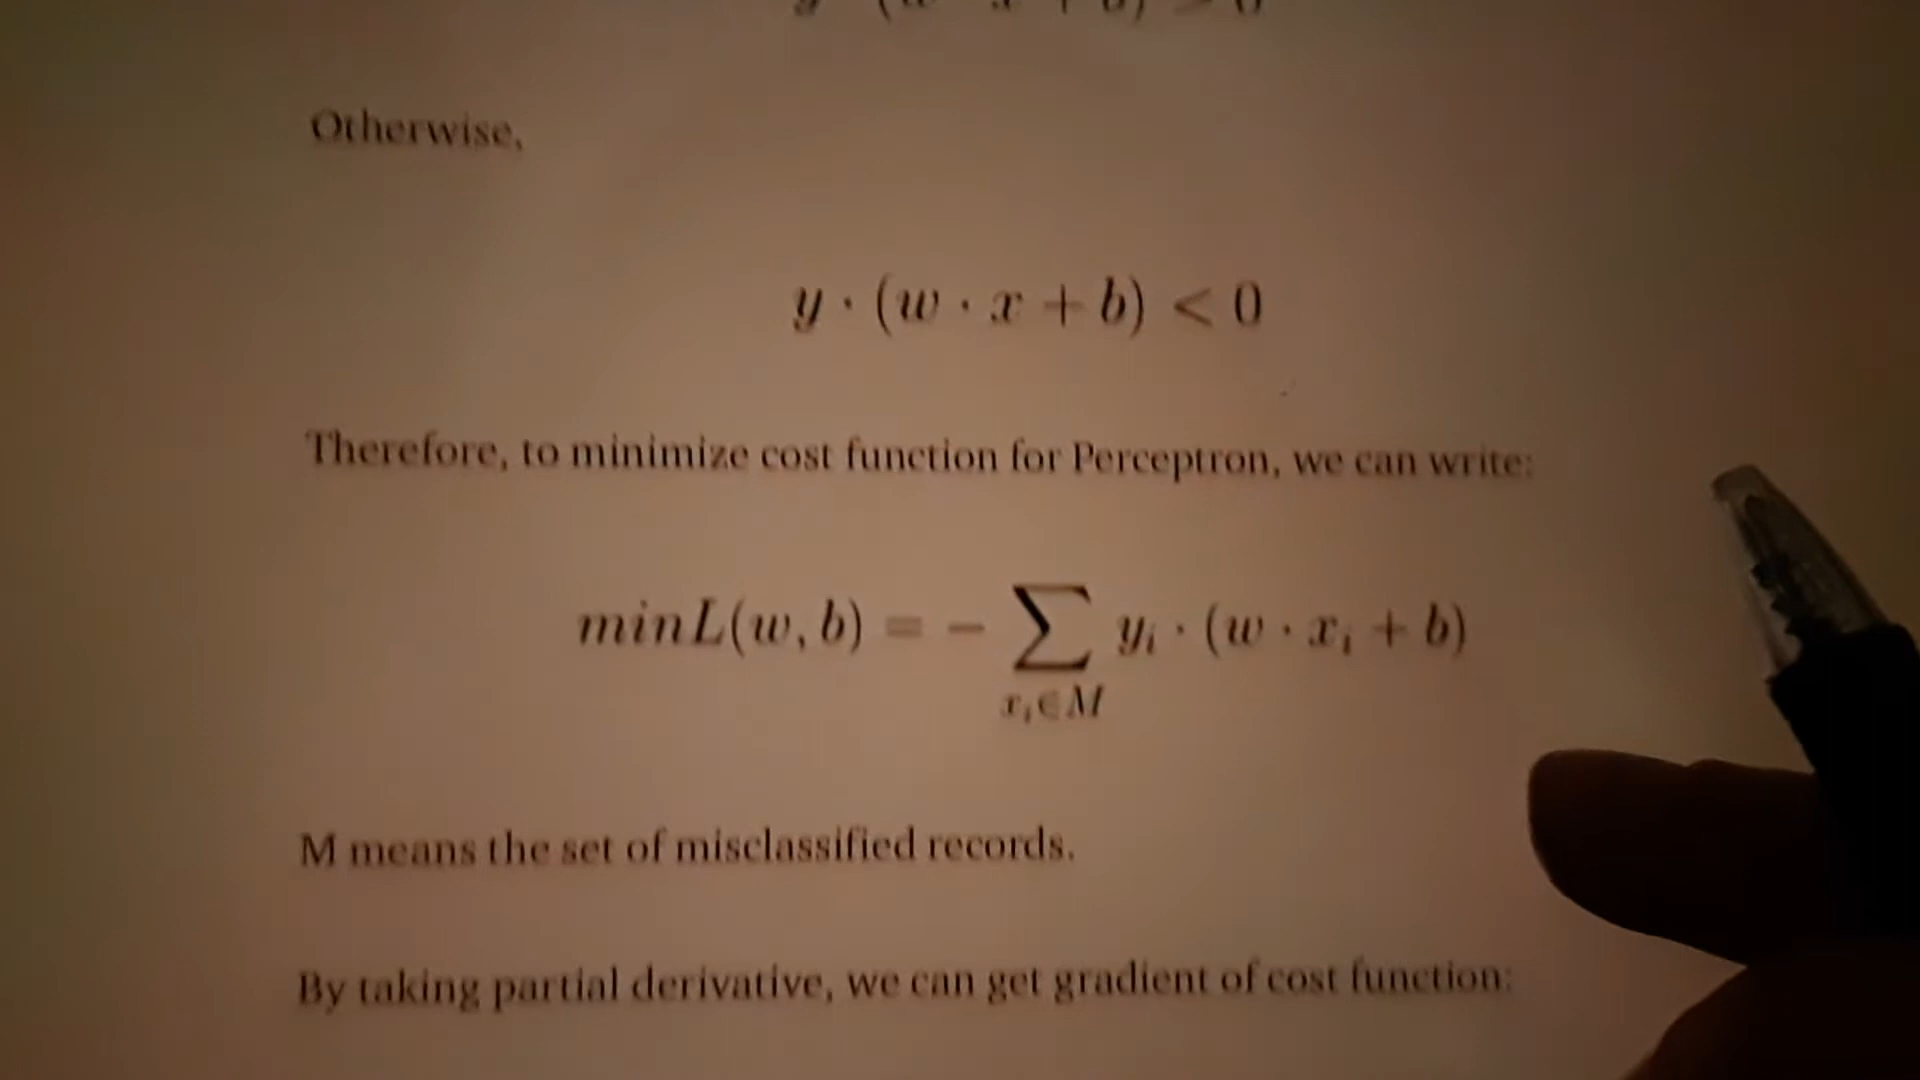 Otherwise,
y · (w · x + b) < 0
Therefore, to minimize cost function for Perceptron, we can write:
minL(w, b) = − ∑ yᵢ · (w · xᵢ + b)
xᵢ∈M
M means the set of misclassified records.
By taking partial derivative, we can get gradient of cost function: